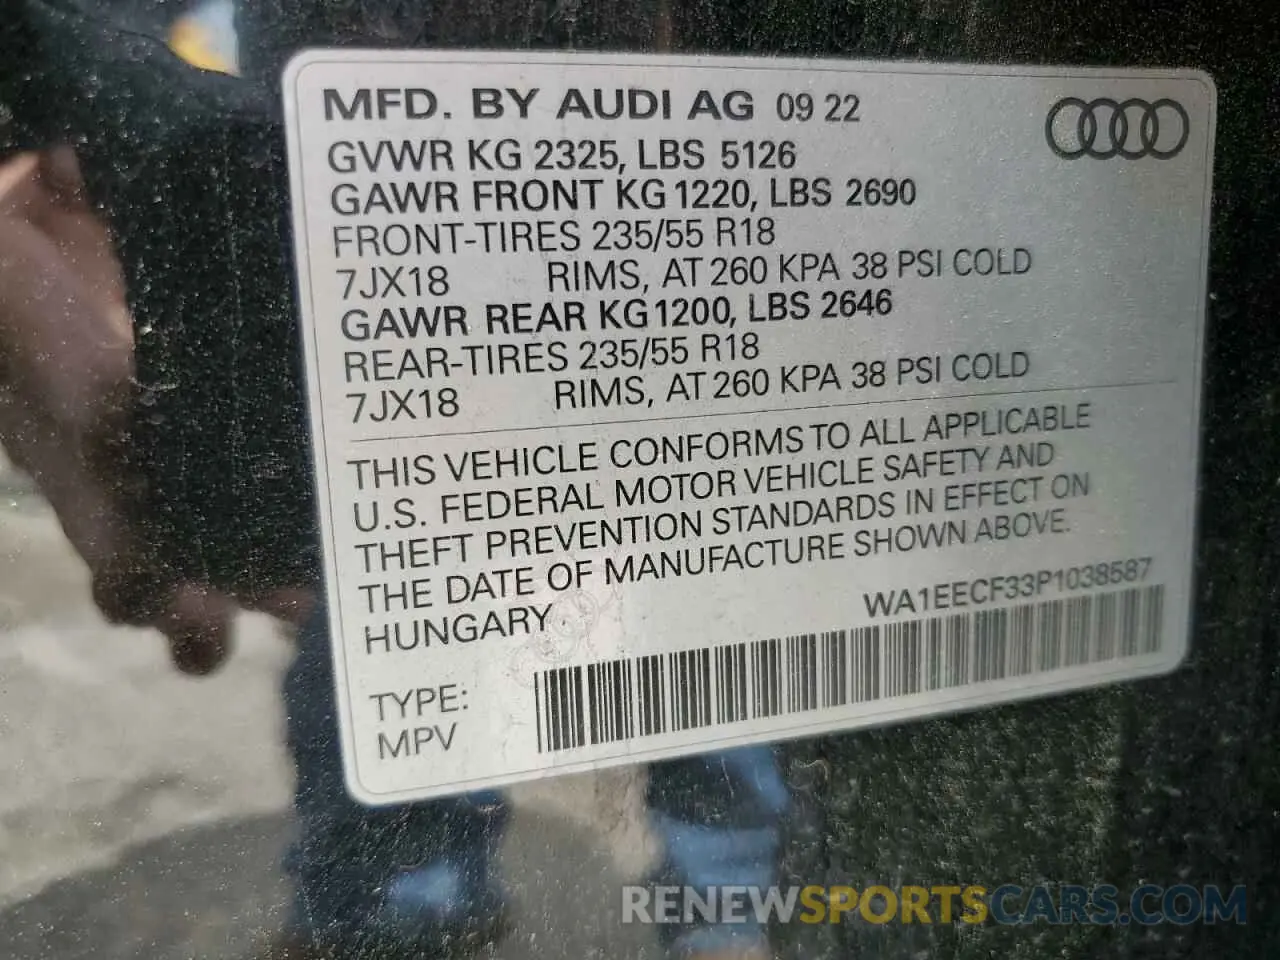 MFD. BY AUDI AG 09 22
GVWR KG 2325, LBS 5126
GAWR FRONT KG 1220, LBS 2690
FRONT-TIRES 235/55 R18
7JX18 RIMS, AT 260 KPA 38 PSI COLD
GAWR REAR KG 1200, LBS 2646
REAR-TIRES 235/55 R18
7JX18 RIMS, AT 260 KPA 38 PSI COLD
THIS VEHICLE CONFORMS TO ALL APPLICABLE
U.S. FEDERAL MOTOR VEHICLE SAFETY AND
THEFT PREVENTION STANDARDS IN EFFECT ON
THE DATE OF MANUFACTURE SHOWN ABOVE.
HUNGARY
WA1EECF33P1038587
TYPE:
MPV
RENEWSPORTSCARS.COM